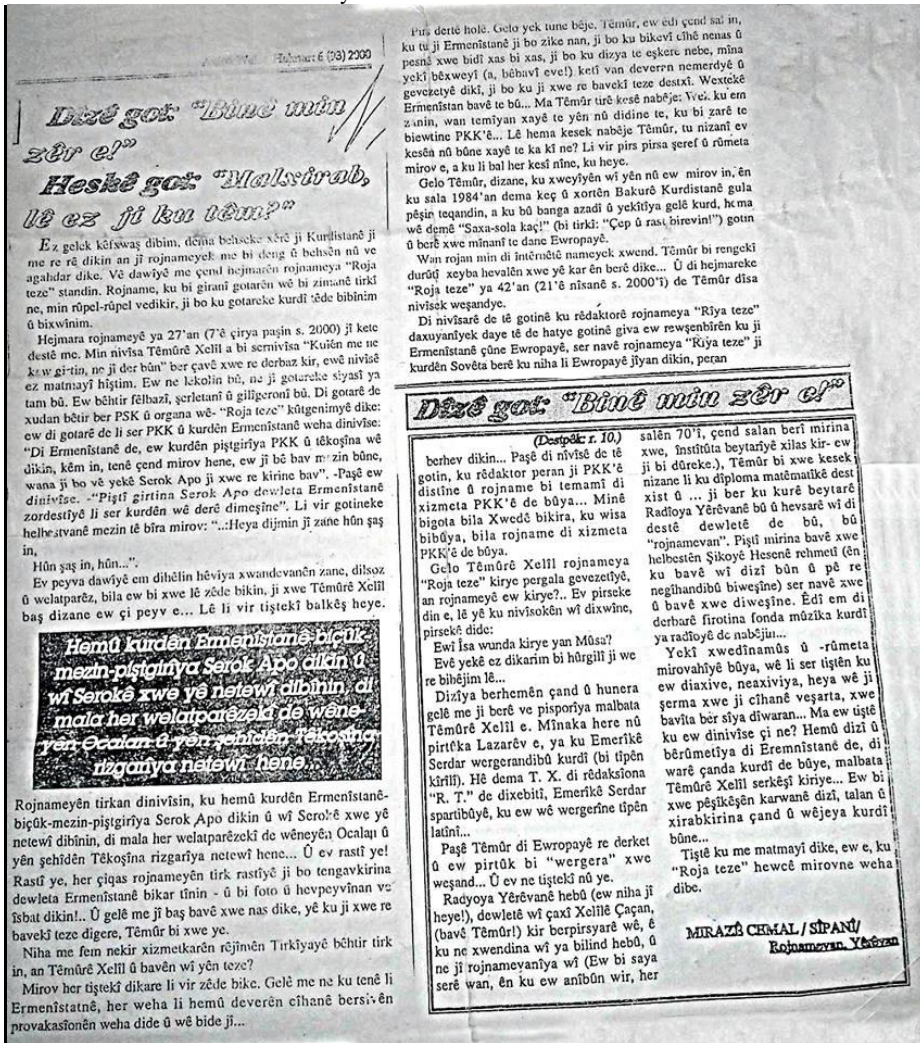 Hejmar: 6 (93) 2000
Dizê got: "Binê min
zêr e!"
Heskê got: "Malxirab,
lê ez jî ku têm?"
Ez gelek kêfxwaş dibim, dema behseke xêrê ji Kurdistanê ji
me re rê dikin an jî rojnameyek me bi deng û behsên nû ve
agahdar dike. Vê dawîyê me çend hejmarên rojnameya "Roja
teze" standin. Rojname, ku bi giranî gotarên wê bi zimanê tirkî
ne, min rûpel-rûpel vedikir, ji bo ku gotareke kurdî têde bibînim
û bixwînim.
Hejmara rojnameyê ya 27'an (7'ê çirya paşin s. 2000) jî kete
destê me. Min nivîsa Têmûrê Xelîl a bi sernivîsa "Kulên me ne
kew girtin, ne jî der bûn" ber çavê xwe re derbaz kir, ewê nivîsê
ez matmayî hîştim. Ew ne lekolîn bû, ne jî gotareke siyasî ya
tam bû. Ew bêhtir fêlbazî, şerletanî û gilîgeronî bû. Di gotarê de
xudan bêtir ber PSK û organa wê- "Roja teze" kûtgenimyê dike:
ew di gotarê de li ser PKK û kurdên Ermenîstanê weha dinivîse:
"Di Ermenîstanê de, ew kurdên piştgirîya PKK û têkoşîna wê
dikin, kêm in, tenê çend mirov hene, ew jî bê bav mezin bûne,
wana ji bo vê yekê Serok Apo ji xwe re kirine bav". -Paşê ew
dinivîse. -"Piştî girtina Serok Apo dewleta Ermenîstanê
zordestîyê li ser kurdên wê derê dimeşîne". Li vir gotineke
helbestvanê mezin tê bîra mirov: "..:Heya dijmin jî zane hûn şaş
in,
Hûn şaş in, hûn...".
Ev peyva dawîyê em dihêlin hêviya xwandevanên zane, dilsoz
û welatparêz, bila ew bi xwe lê zêde bikin, ji xwe Têmûrê Xelîl
baş dizane ew çi peyv e... Lê li vir tiştekî balkêş heye.
Hemû kurdên Ermenîstanê-biçûk-
mezin-piştgirîya Serok Apo dikin û
wî Serokê xwe yê netewî dibînin, di
mala her welatparêzekî de wêne-
yên Ocalan û yên şehîdên Têkoşîna
rizgarîya netewî hene...
Rojnameyên tirkan dinivîsin, ku hemû kurdên Ermenîstanê-
biçûk-mezin-piştgirîya Serok Apo dikin û wî Serokê xwe yê
netewî dibînin, di mala her welatparêzekî de wêneyên Ocalan û
yên şehîdên Têkoşîna rizgarîya netewî hene... Û ev rastî ye!
Rastî ye, her çiqas rojnameyên tirk rastîyê ji bo tengavkirina
dewleta Ermenîstanê bikar tînin - û bi foto û hevpeyvînan ve
îsbat dikin!.. Û gelê me jî baş bavê xwe nas dike, yê ku ji xwe re
bavekî teze digere, Têmûr bi xwe ye.
Niha me fem nekir xizmetkarên rêjîmên Tirkîyayê bêhtir tirk
in, an Têmûrê Xelîl û bavên wî yên teze?
Mirov her tiştekî dikare li vir zêde bike. Gelê me ne ku tenê li
Ermenîstatnê, her weha li hemû deverên cîhanê bersivên
provakasîonên weha dide û wê bide jî...
Pirs dertê holê. Gelo yek tune bêje, Têmûr, ew êdî çend sal in,
ku tu ji Ermenîstanê ji bo zike nan, ji bo ku bikevî cîhê nenas û
pesnê xwe bidî xas bi xas, ji bo ku dizya te eşkere nebe, mîna
yekî bêxweyî (a, bêhavî eve!) ketî van deverên nemerdyê û
gevezetyê dikî, ji bo ku ji xwe re bavekî teze destxî. Wextekê
Ermenîstan bavê te bû... Ma Têmûr tirê kesê nabêje: Wek ku em
zanin, wan temîyan xayê te yên nû didine te, ku bi zarê te
biewtine PKK'ê... Lê hema kesek nabêje Têmûr, tu nizanî ev
kesên nû bûne xayê te ka kî ne? Li vir pirs pirsa şeref û rûmeta
mirov e, a ku li bal her kesî nîne, ku heye.
Gelo Têmûr, dizane, ku xweyîyên wî yên nû ew mirov in, ên
ku sala 1984'an dema keç û xortên Bakurê Kurdistanê gula
pêşin teqandin, a ku bû banga azadî û yekîtîya gelê kurd, hema
wê demê "Saxa-sola kaç!" (bi tirkî: "Çep û rast birevin!") gotin
û berê xwe mînanî te dane Ewropayê.
Wan rojan min di întêrnêtê nameyek xwend. Têmûr bi rengekî
durûtî xeyba hevalên xwe yê kar ên berê dike... Û di hejmareke
"Roja teze" ya 42'an (21'ê nîsanê s. 2000'î) de Têmûr dîsa
nivîsek weşandye.
Di nivîsarê de tê gotinê ku rêdaktorê rojnameya "Rîya teze"
daxuyanîyek daye tê de hatye gotinê giva ew rewşenbîrên ku ji
Ermenîstanê çûne Ewropayê, ser navê rojnameya "Rîya teze" ji
kurdên Sovêta berê ku niha li Ewropayê jîyan dikin, peran
Dîzê got: "Binê min zêr e!"
(Destpêk: r. 10.)
berhev dikin... Paşê di nivîsê de tê
gotin, ku rêdaktor peran ji PKK'ê
distîne û rojname bi temamî di
xizmeta PKK'ê de bûya... Minê
bigota bila Xwedê bikira, ku wisa
bibûya, bila rojname di xizmeta
PKK'ê de bûya.
Gelo Têmûrê Xelîl rojnameya
"Roja teze" kirye pergala gevezetîyê,
an rojnameyê ew kirye?.. Ev pirseke
din e, lê yê ku nivîsokên wî dixwîne,
pirsekê dide:
Ewî Îsa wunda kirye yan Mûsa?
Evê yekê ez dikarim bi hûrgilî ji we
re bihêjim lê...
Dizîya berhemên çand û hunera
gelê me ji berê ve pisporîya malbata
Têmûrê Xelîl e. Mînaka here nû
pirtûka Lazarêv e, ya ku Emerîkê
Serdar wergerandibû kurdî (bi tîpên
kirîlî). Hê dema T. X. di rêdaksîona
"R. T." de dixebitî, Emerîkê Serdar
spartibûyê, ku ew wê wergerîne tîpên
latînî...
Paşê Têmûr di Ewropayê re derket
û ew pirtûk bi "wergera" xwe
weşand... Û ev ne tiştekî nû ye.
Radyoya Yêrêvanê hebû (ew niha jî
heye!), dewletê wî çaxî Xelîlê Çaçan,
(bavê Têmûr!) kir berpirsyarê wê, ê
ku ne xwendina wî ya bilind hebû, û
ne jî rojnamevanîya wî (Ew bi saya
serê wan, ên ku ew anîbûn wir, her
salên 70'î, çend salan berî mirina
xwe, înstîtûta beytarîyê xilas kir- ew
jî bi dûreke.), Têmûr bi xwe kesek
nizane li ku dîploma matêmatîkê dest
xist û ... ji ber ku kurê beytarê
Radîoya Yêrêvanê bû û hevsarê wî di
destê dewletê de bû, bû
"rojnamevan". Piştî mirina bavê xwe
helbestên Şikoyê Hesenê rehmetî (ên
ku bavê wî dizî bûn û pê re
negîhandibû biweşîne) ser navê xwe
û bavê xwe diweşîne. Êdî em di
derbarê firotina fonda mûzîka kurdî
ya radîoyê de nabêjin...
Yekî xwedînamûs û -rûmeta
mirovahîyê bûya, wê li ser tiştên ku
ew diaxive, neaxiviya, heya wê ji
şerma xwe ji cîhanê veşarta, xwe
bavîta ber sîya dîwaran... Ma ew tiştê
ku ew dinivîse çi ne? Hemû dizî û
bêrûmetîya di Eremnîstanê de, di
warê çanda kurdî de bûye, malbata
Têmûrê Xelîl serkêşî kiriye... Ew bi
xwe pêşîkêşên karwanê dizî, talan û
xirabkirina çand û wêjeya kurdî
bûne...
Tiştê ku me matmayî dike, ew e, ku
"Roja teze" hewcê mirovne weha
dibe.
MIRAZÊ CEMAL / SÎPANÎ/
Rojnamevan, Yêrêvan